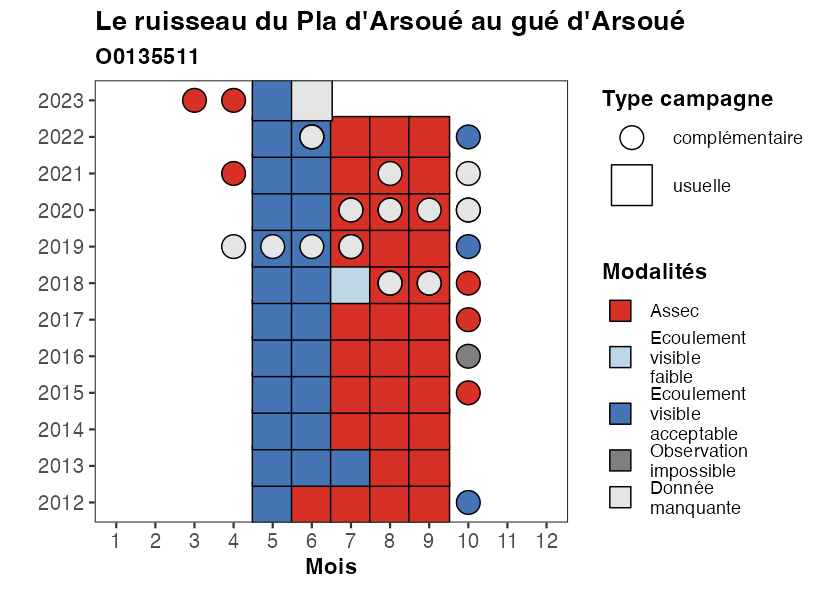 Le ruisseau du Pla d'Arsoué au gué d'Arsoué
O0135511
2023
2022
2021
2020
2019
2018
2017
2016
2015
2014
2013
2012
1 2 3 4 5 6 7 8 9 10 11 12
Mois
Type campagne
complémentaire
usuelle
Modalités
Assec
Ecoulement
visible
faible
Ecoulement
visible
acceptable
Observation
impossible
Donnée
manquante